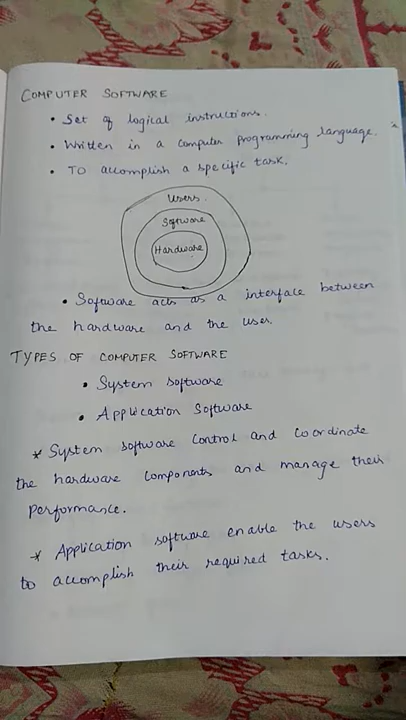 COMPUTER SOFTWARE
• Set of logical instructions.
• Written in a computer programming language.
• TO accomplish a specific task.
Users.
Software
Hardware
• Software acts as a interface between
the hardware and the user.
TYPES OF COMPUTER SOFTWARE
• System software
• Application Software
* System software control and coordinate
the hardware components and manage their
performance.
* Application software enable the users
to accomplish their required tasks.